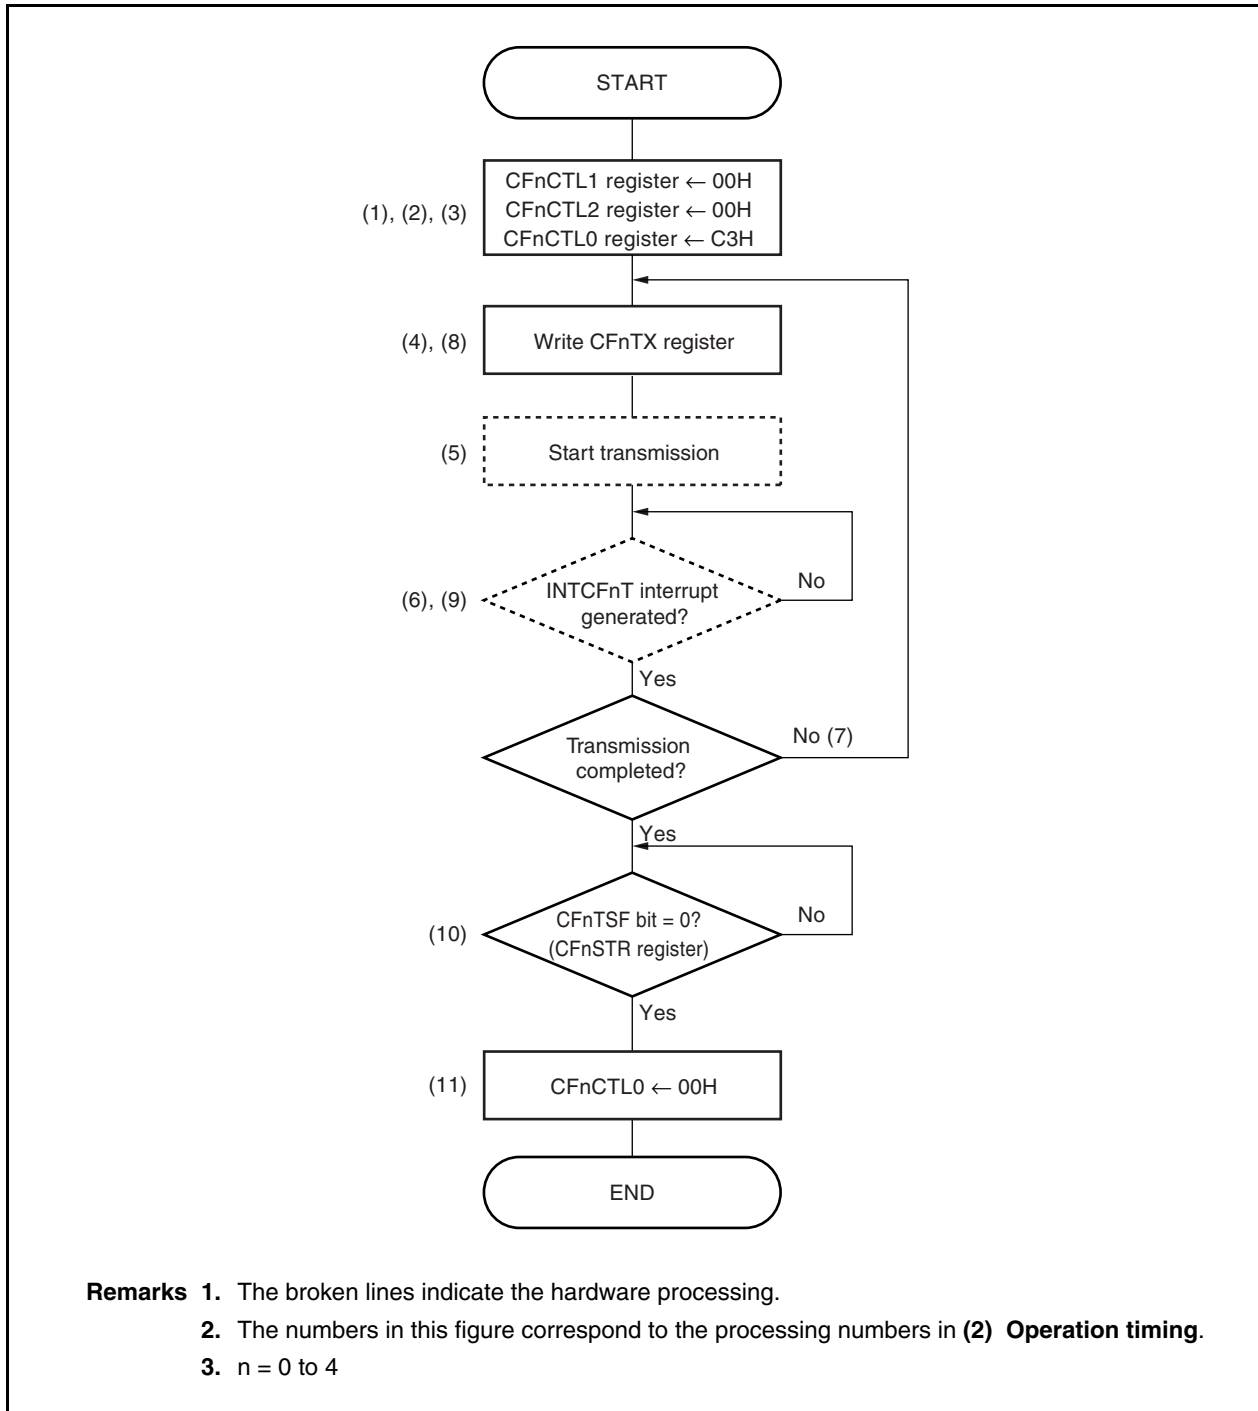 START
(1), (2), (3)
CFnCTL1 register ← 00H
CFnCTL2 register ← 00H
CFnCTL0 register ← C3H
(4), (8)
Write CFnTX register
(5)
Start transmission
(6), (9)
INTCFnT interrupt
generated?
No
Yes
Transmission
completed?
No (7)
Yes
(10)
CFnTSF bit = 0?
(CFnSTR register)
No
Yes
(11)
CFnCTL0 ← 00H
END
Remarks 1. The broken lines indicate the hardware processing.
2. The numbers in this figure correspond to the processing numbers in (2) Operation timing.
3. n = 0 to 4